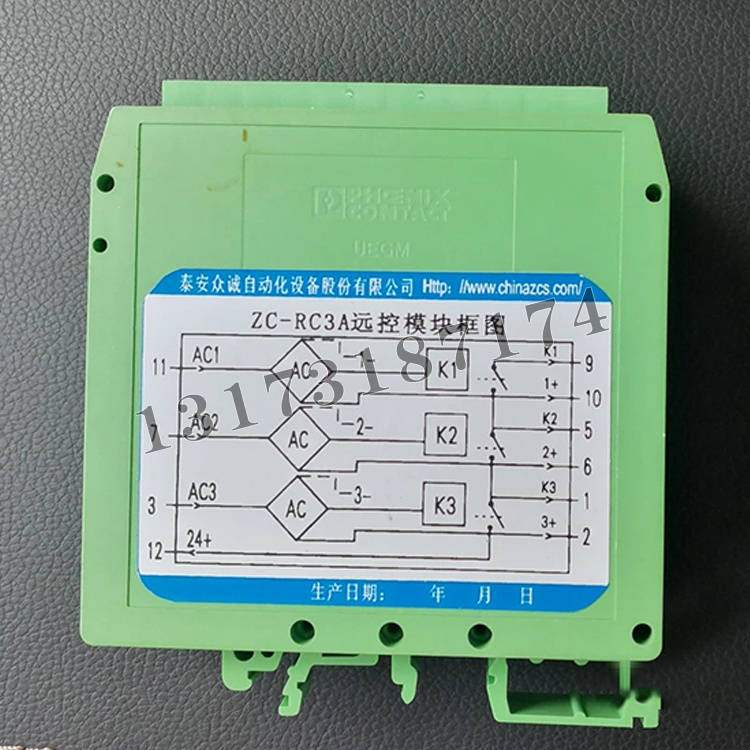 PHOENIX
CONTACT
UEGM
泰安众诚自动化设备股份有限公司 Http: //www.chinazcs.com/
ZC-RC3A远控模块框图
11 AC1 AC -1- K1 K1 9
1+ 10
7 AC2 AC -2- K2 K2 5
2+ 6
3 AC3 AC -3- K3 K3 1
3+ 2
12 24+
13173187174
生产日期： 年 月 日